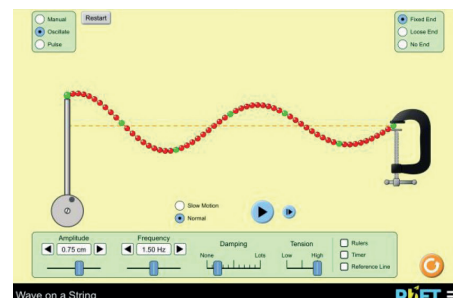 Manual
Oscillate
Pulse
Restart
Fixed End
Loose End
No End
Slow Motion
Normal
Amplitude
0.75 cm
Frequency
1.50 Hz
Damping
None
Lots
Tension
Low
High
Rulers
Timer
Reference Line
Wave on a String
PhET